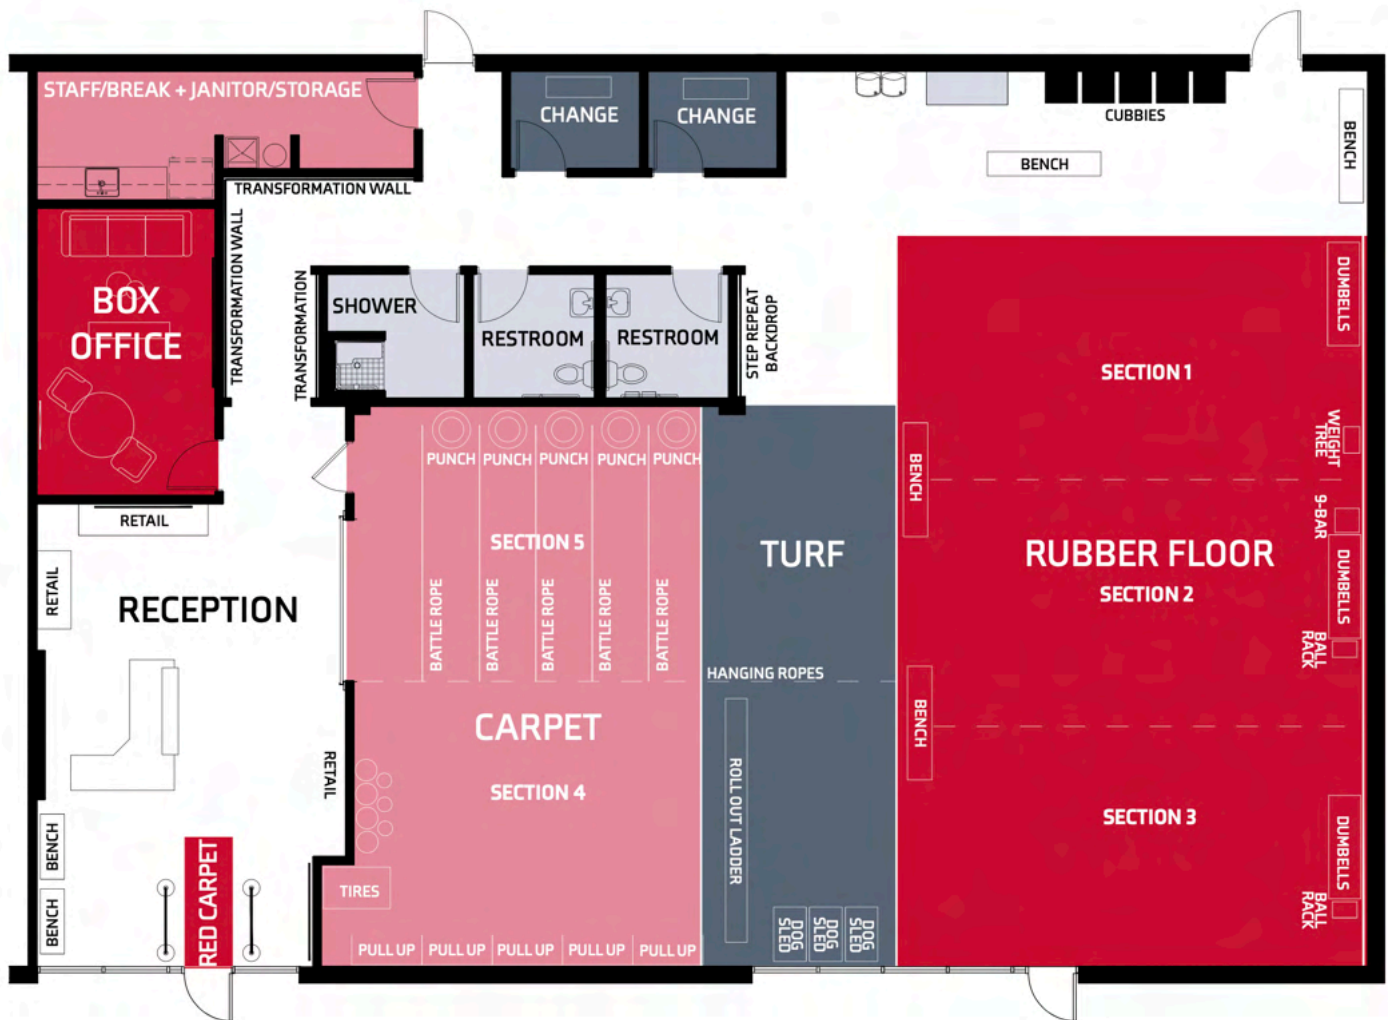 STAFF/BREAK + JANITOR/STORAGE
CHANGE
CHANGE
CUBBIES
BENCH
BENCH
TRANSFORMATION WALL
TRANSFORMATION WALL
TRANSFORMATION
BOX
OFFICE
SHOWER
RESTROOM
RESTROOM
STEP REPEAT
BACKDROP
DUMBELLS
SECTION 1
WEIGHT
TREE
BENCH
PUNCH
PUNCH
PUNCH
PUNCH
PUNCH
RETAIL
RETAIL
RECEPTION
SECTION 5
BATTLE ROPE
BATTLE ROPE
BATTLE ROPE
BATTLE ROPE
BATTLE ROPE
TURF
HANGING ROPES
RUBBER FLOOR
SECTION 2
9-BAR
DUMBELLS
BALL
RACK
BENCH
CARPET
SECTION 4
RETAIL
ROLL OUT LADDER
SECTION 3
DUMBELLS
BALL
RACK
BENCH
BENCH
RED CARPET
TIRES
PULL UP
PULL UP
PULL UP
PULL UP
PULL UP
DOG
SLED
DOG
SLED
DOG
SLED